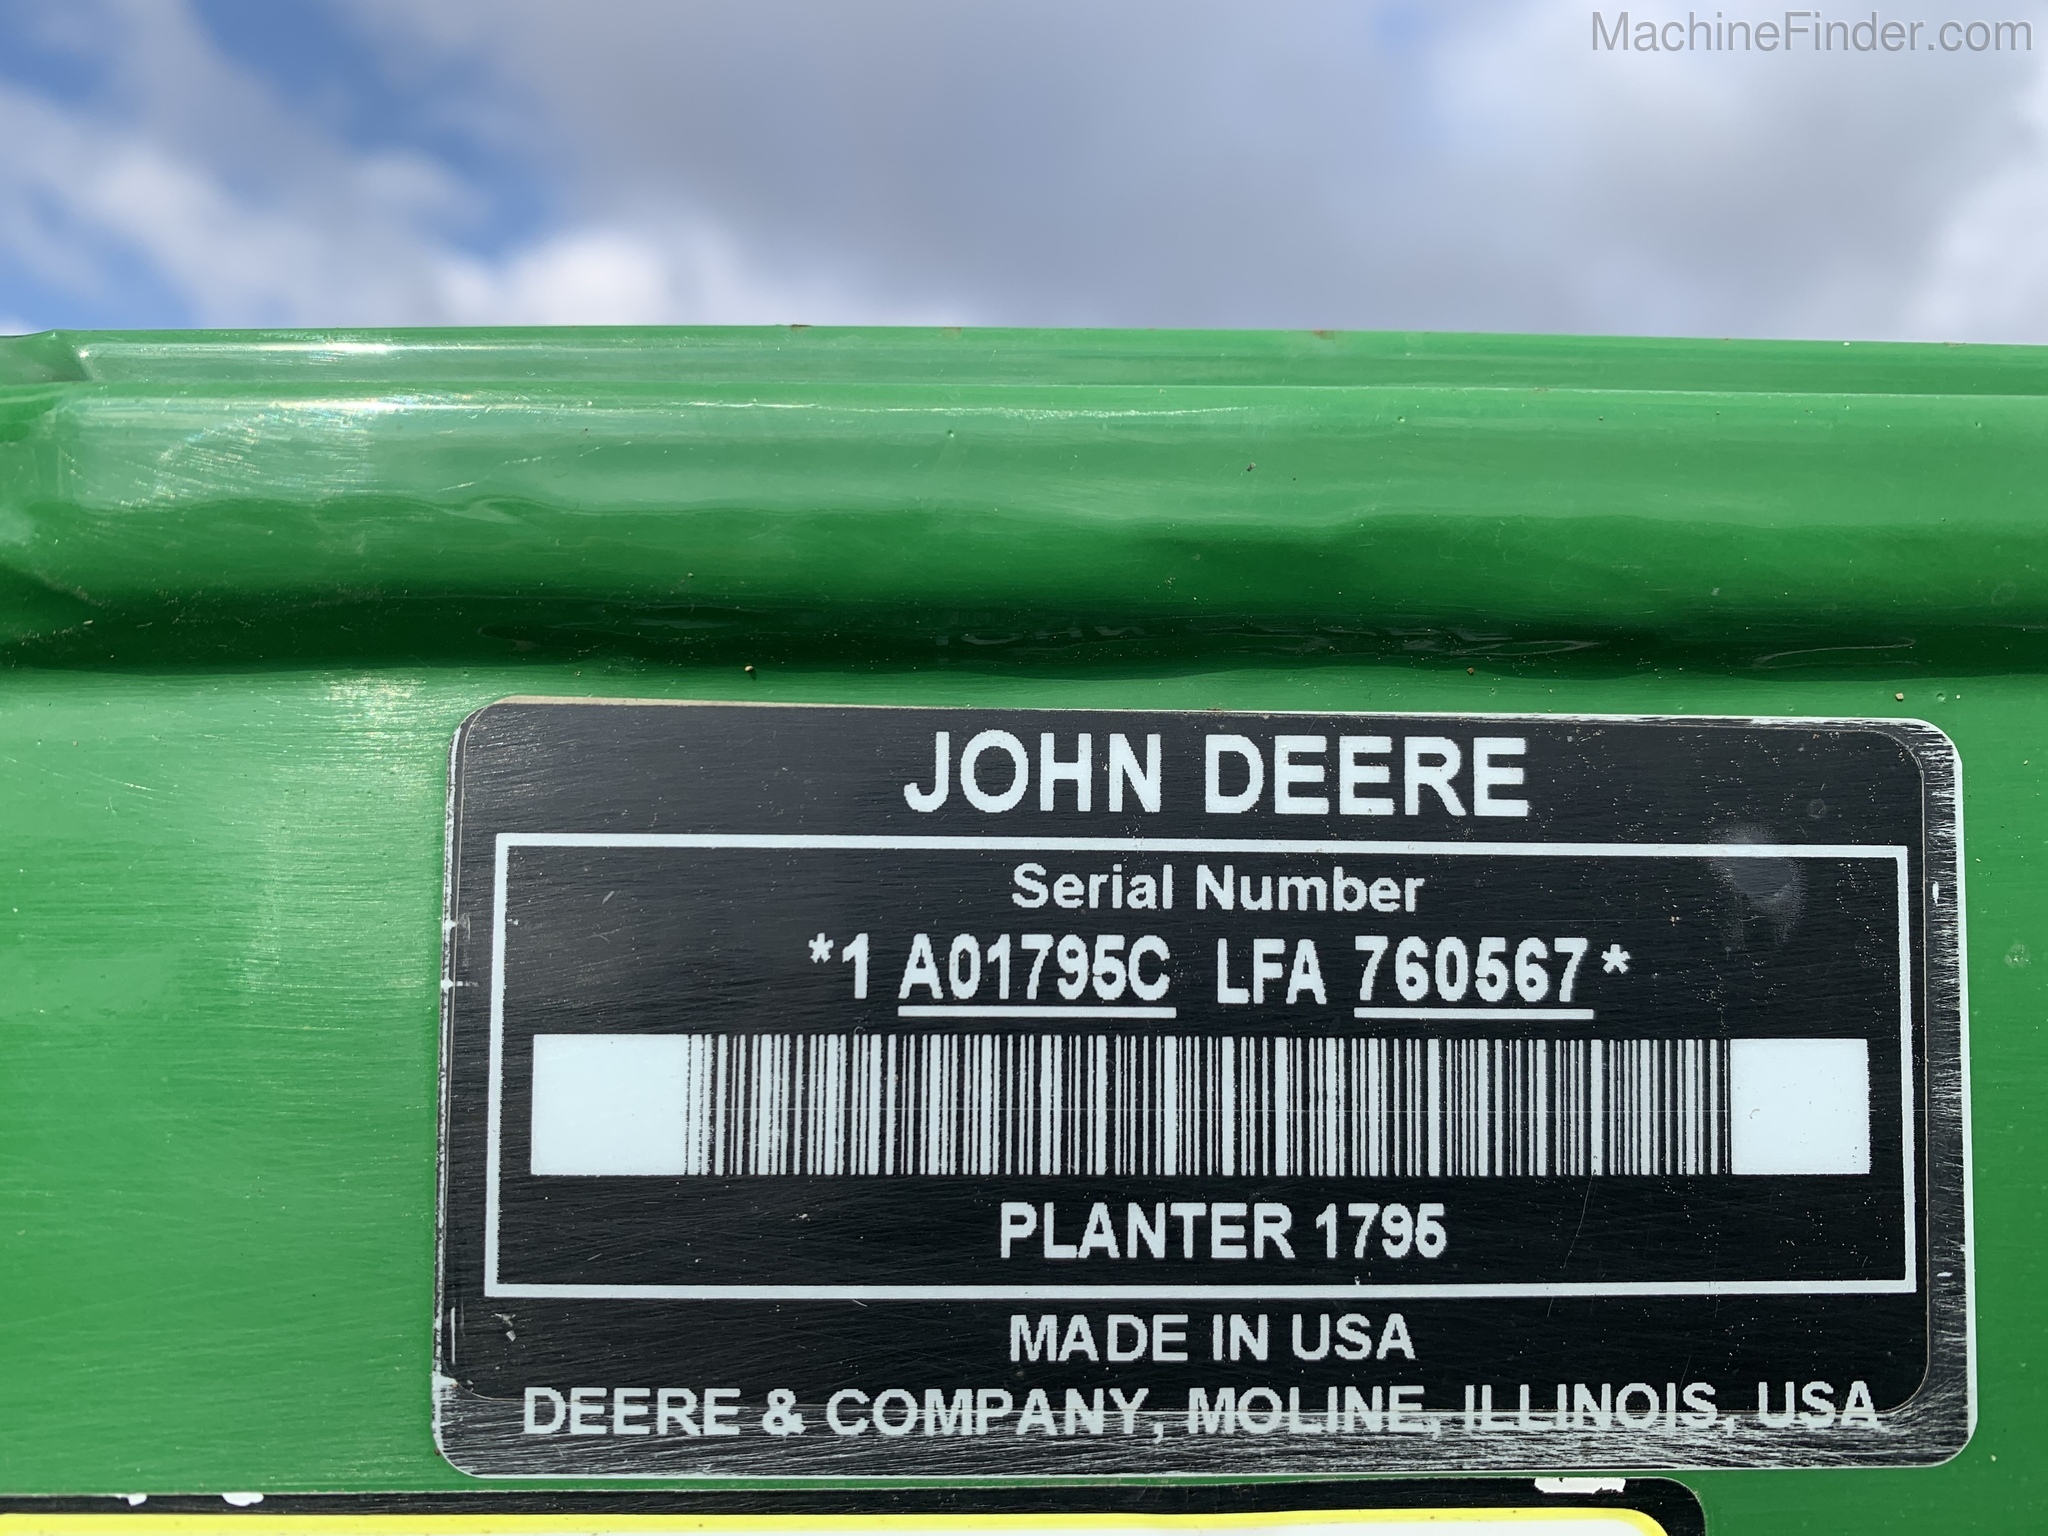 MachineFinder.com
JOHN DEERE
Serial Number
*1 A01795C LFA 760567*
PLANTER 1795
MADE IN USA
DEERE & COMPANY, MOLINE, ILLINOIS, USA